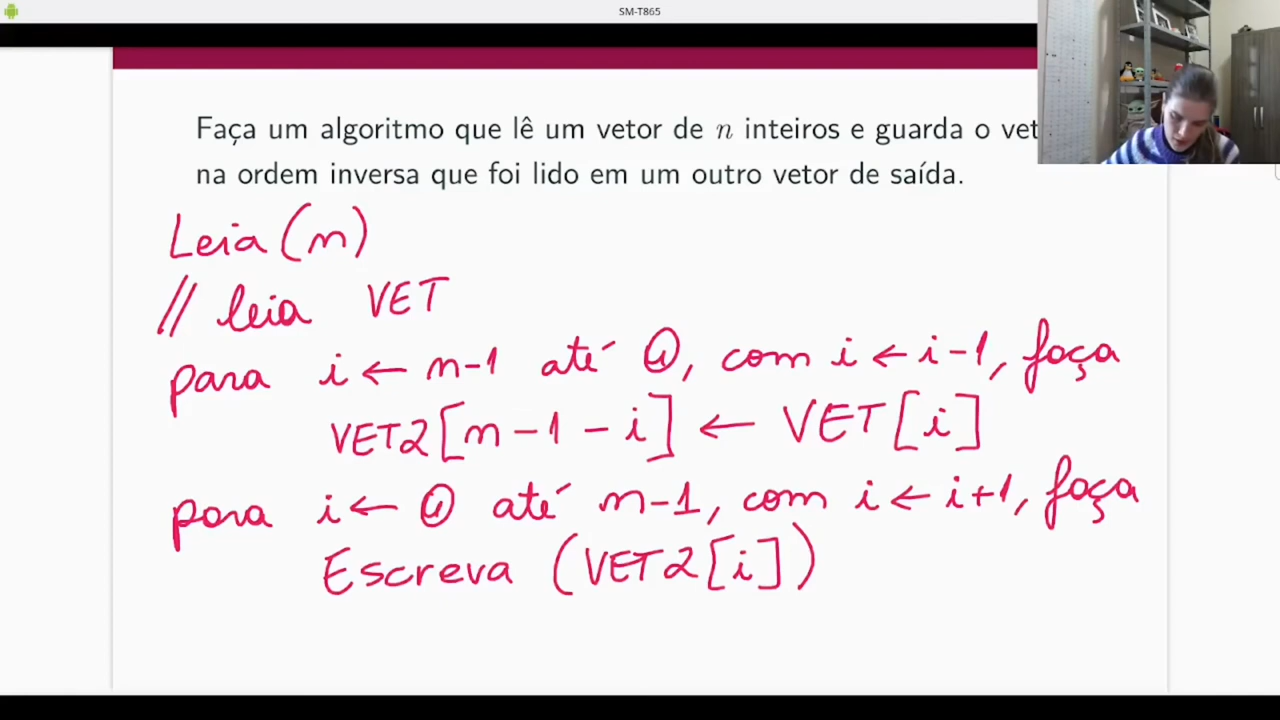 SM-T865
Faça um algoritmo que lê um vetor de n inteiros e guarda o vet
na ordem inversa que foi lido em um outro vetor de saída.
Leia (n)
// leia VET
para i ← n-1 até 0, com i ← i-1, faça
VET2[n-1-i] ← VET[i]
para i ← 0 até n-1, com i ← i+1, faça
Escreva (VET2[i])